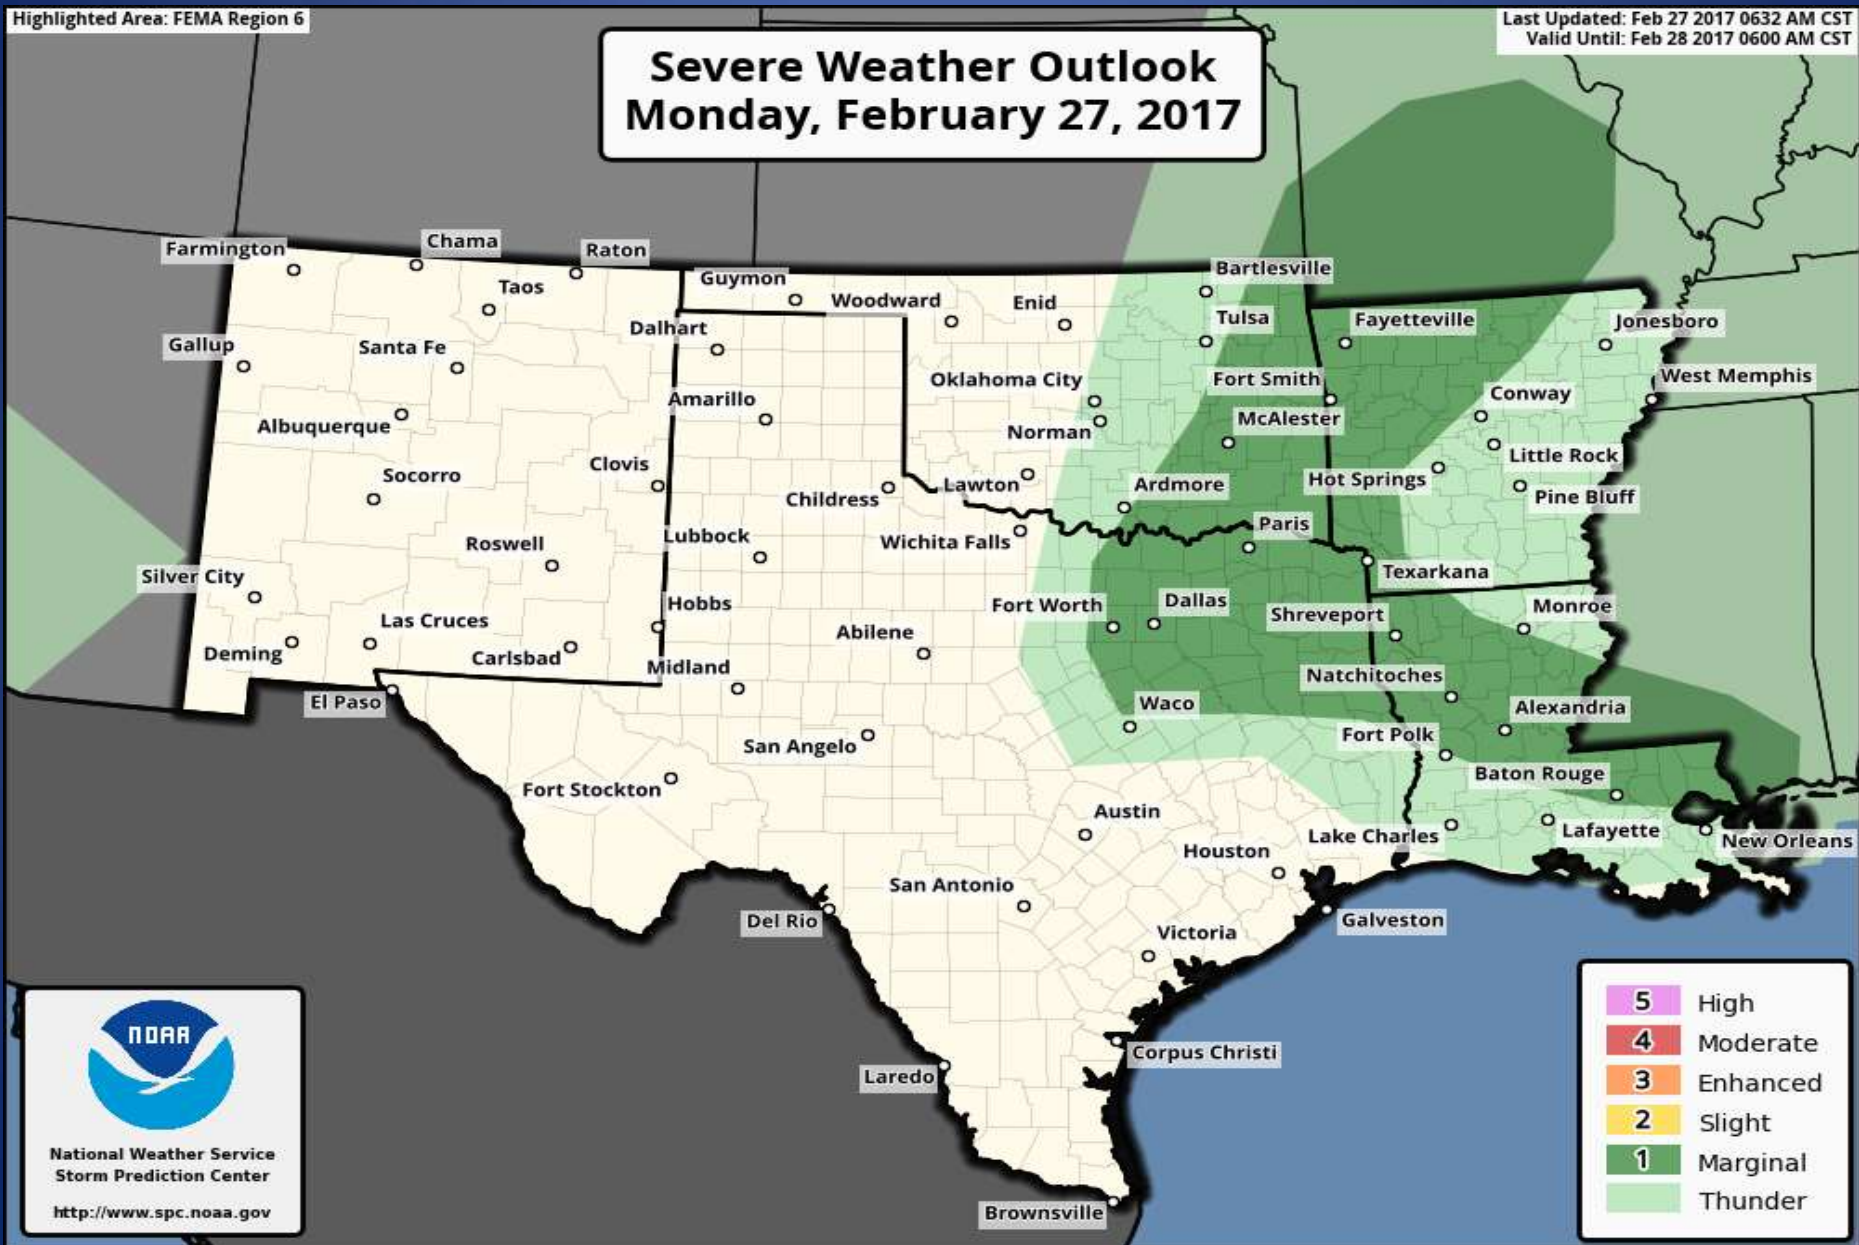 Highlighted Area: FEMA Region 6
Last Updated: Feb 27 2017 0632 AM CST
Valid Until: Feb 28 2017 0600 AM CST
Severe Weather Outlook
Monday, February 27, 2017
Farmington
Chama
Raton
Taos
Guymon
Woodward
Enid
Bartlesville
Tulsa
Fayetteville
Jonesboro
Gallup
Santa Fe
Dalhart
Oklahoma City
Fort Smith
West Memphis
Albuquerque
Amarillo
Norman
McAlester
Conway
Little Rock
Socorro
Clovis
Childress
Lawton
Ardmore
Hot Springs
Pine Bluff
Roswell
Lubbock
Wichita Falls
Paris
Texarkana
Silver City
Las Cruces
Hobbs
Fort Worth
Dallas
Shreveport
Monroe
Deming
Carlsbad
Midland
Abilene
Natchitoches
El Paso
San Angelo
Waco
Fort Polk
Alexandria
Fort Stockton
Baton Rouge
Austin
Houston
Lake Charles
Lafayette
New Orleans
San Antonio
Del Rio
Galveston
Victoria
Laredo
Corpus Christi
Brownsville
NOAA
National Weather Service
Storm Prediction Center
http://www.spc.noaa.gov
5 High
4 Moderate
3 Enhanced
2 Slight
1 Marginal
Thunder